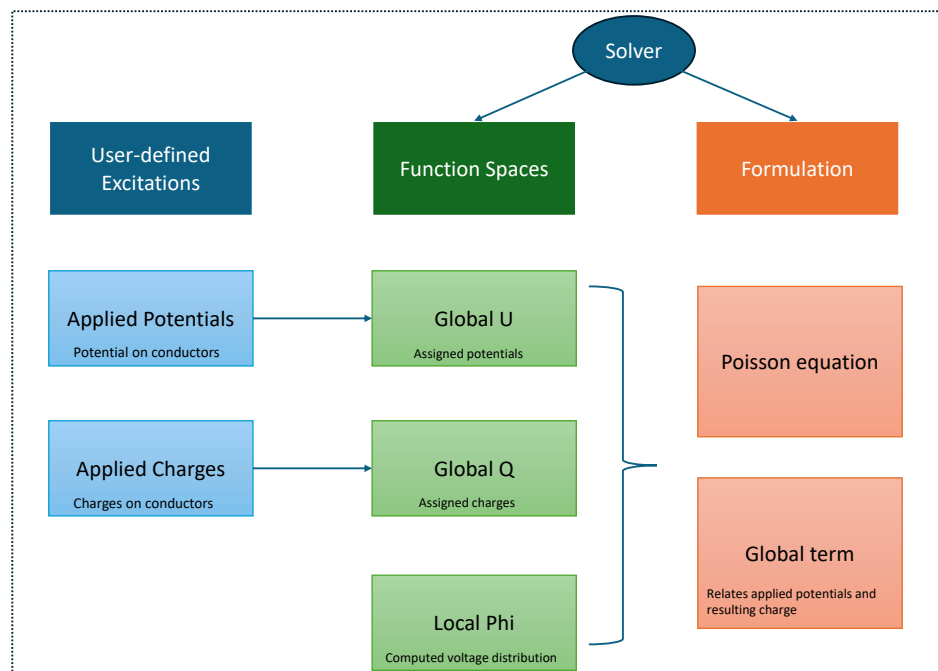 Solver
User-defined
Excitations
Function Spaces
Formulation
Applied Potentials
Potential on conductors
Global U
Assigned potentials
Poisson equation
Applied Charges
Charges on conductors
Global Q
Assigned charges
Global term
Relates applied potentials and
resulting charge
Local Phi
Computed voltage distribution